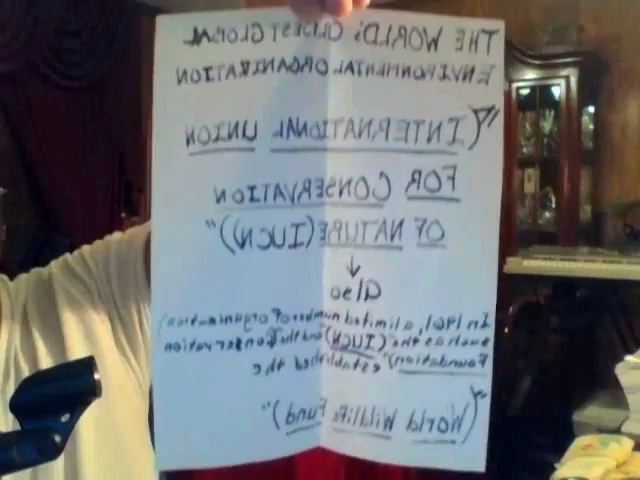 THE WORLD'S OLDEST GLOBAL
ENVIRONMENTAL ORGANIZATION
"(INTERNATIONAL UNION
FOR CONSERVATION
OF NATURE (IUCN))"
↓
Also
In 1961, a limited number of organizations)
such as the (IUCN) and the "Conservation
Foundation)" established the
"(World Wildlife Fund)"